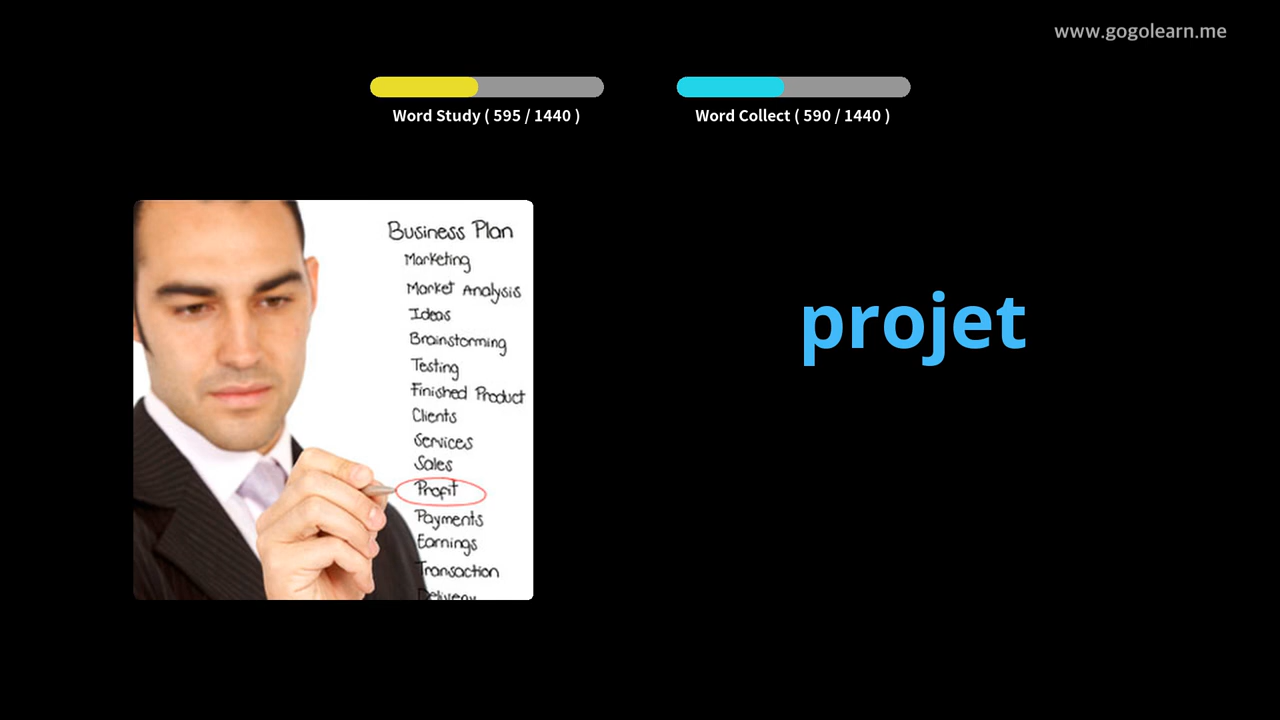 www.gogolearn.me
Word Study ( 595 / 1440 )
Word Collect ( 590 / 1440 )
Business Plan
Marketing
Market Analysis
Ideas
Brainstorming
Testing
Finished Product
Clients
Services
Sales
Profit
Payments
Earnings
Transaction
Delivery
projet